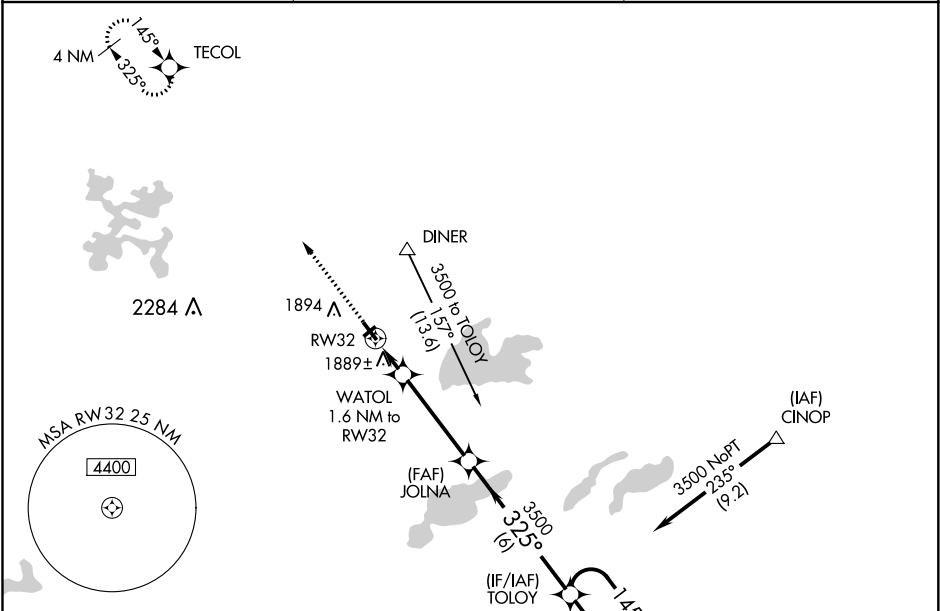 145°
4 NM
325°
TECOL
DINER
3500 to TOLOY
157°
(13.6)
2284
1894
RW32
1889±
WATOL
1.6 NM to
RW32
(IAF)
CINOP
MSA RW32 25 NM
4400
3500 NoPT
235°
(9.2)
(FAF)
JOLNA
3500
325°
(6)
(IF/IAF)
TOLOY
145